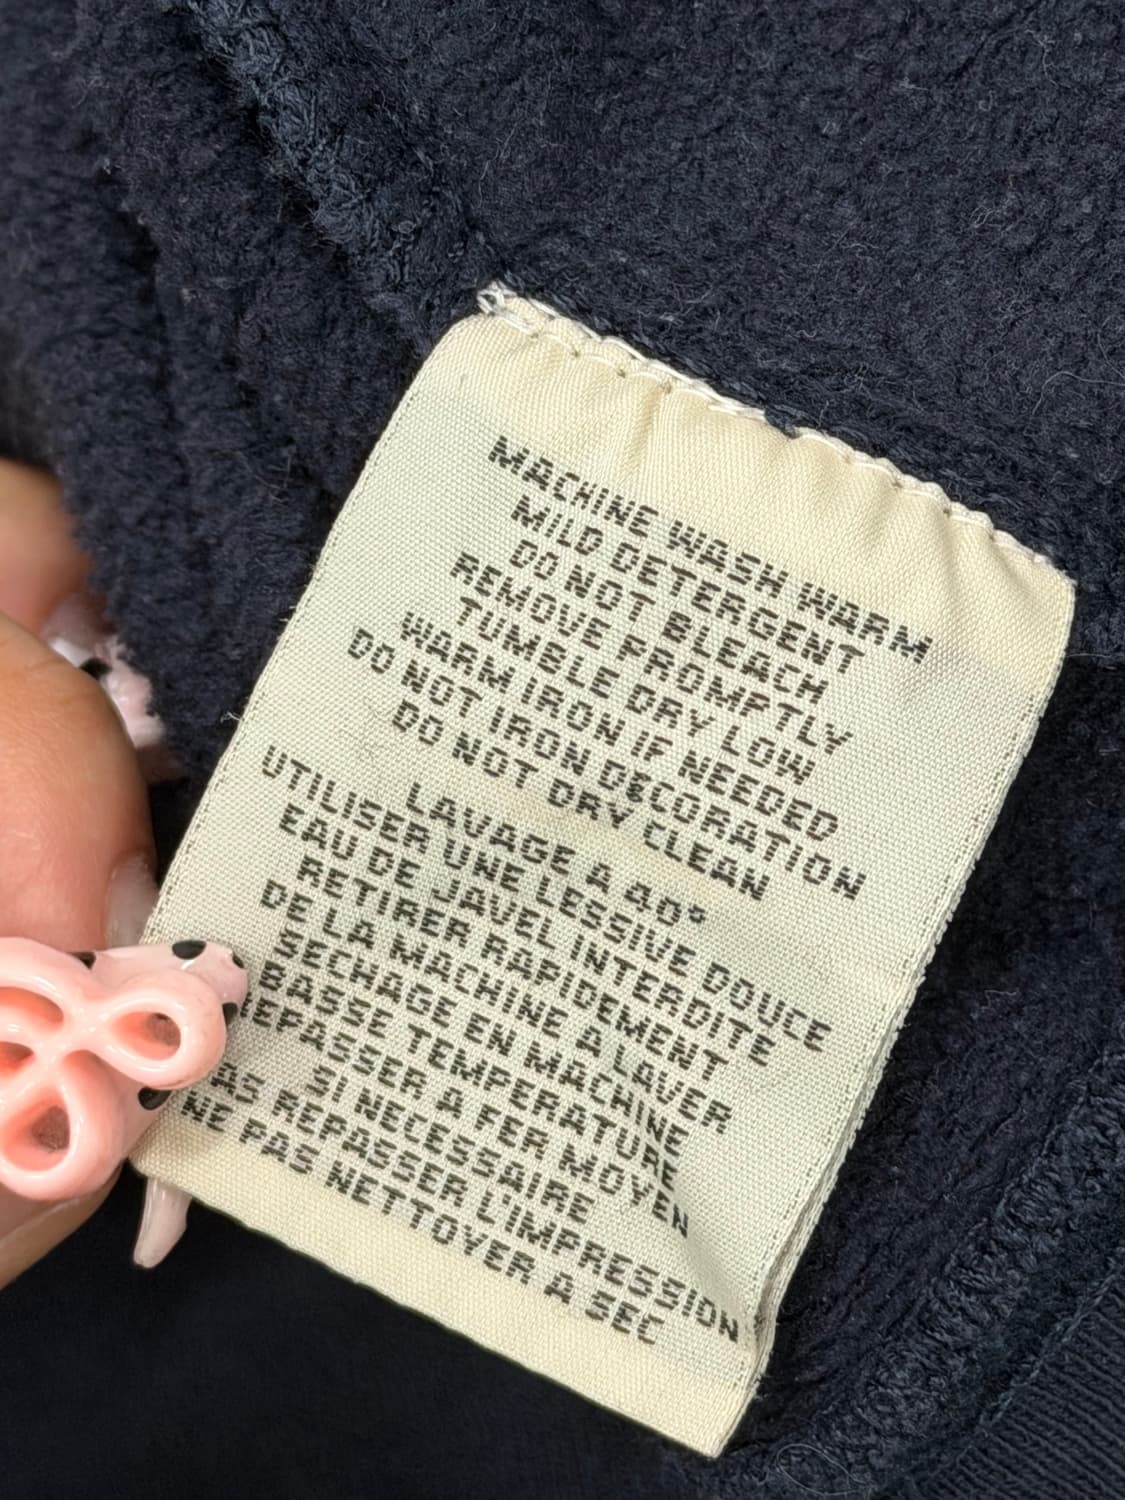 MACHINE WASH WARM
MILD DETERGENT
DO NOT BLEACH
REMOVE PROMPTLY
TUMBLE DRY LOW
WARM IRON IF NEEDED
DO NOT IRON DECORATION
DO NOT DRY CLEAN
LAVAGE A 40°
UTILISER UNE LESSIVE DOUCE
EAU DE JAVEL INTERDITE
RETIRER RAPIDEMENT
DE LA MACHINE A LAVER
SECHAGE EN MACHINE
BASSE TEMPERATURE
REPASSER A FER MOYEN
SI NECESSAIRE
AS REPASSER L'IMPRESSION
NE PAS NETTOYER A SEC